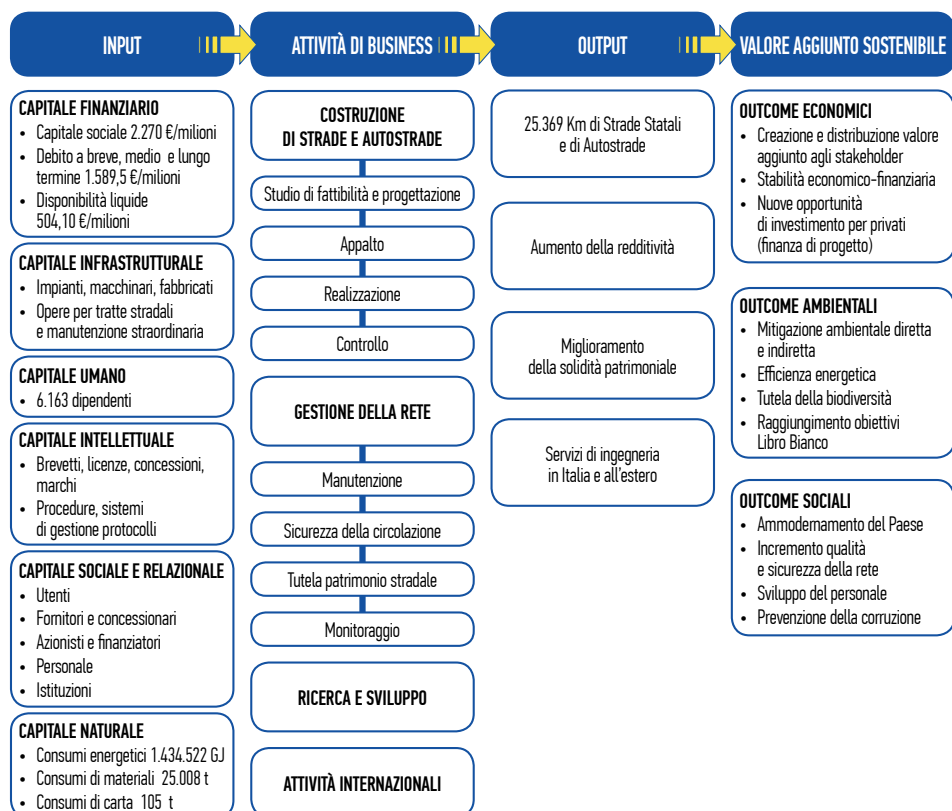 INPUT
CAPITALE FINANZIARIO
• Capitale sociale 2.270 €/milioni
• Debito a breve, medio e lungo
termine 1.589,5 €/milioni
• Disponibilità liquide
504,10 €/milioni
CAPITALE INFRASTRUTTURALE
• Impianti, macchinari, fabbricati
• Opere per tratte stradali
e manutenzione straordinaria
CAPITALE UMANO
• 6.163 dipendenti
CAPITALE INTELLETTUALE
• Brevetti, licenze, concessioni,
marchi
• Procedure, sistemi
di gestione protocolli
CAPITALE SOCIALE E RELAZIONALE
• Utenti
• Fornitori e concessionari
• Azionisti e finanziatori
• Personale
• Istituzioni
CAPITALE NATURALE
• Consumi energetici 1.434.522 GJ
• Consumi di materiali 25.008 t
• Consumi di carta 105 t
ATTIVITÀ DI BUSINESS
COSTRUZIONE
DI STRADE E AUTOSTRADE
Studio di fattibilità e progettazione
Appalto
Realizzazione
Controllo
GESTIONE DELLA RETE
Manutenzione
Sicurezza della circolazione
Tutela patrimonio stradale
Monitoraggio
RICERCA E SVILUPPO
ATTIVITÀ INTERNAZIONALI
OUTPUT
25.369 Km di Strade Statali
e di Autostrade
Aumento della redditività
Miglioramento
della solidità patrimoniale
Servizi di ingegneria
in Italia e all'estero
VALORE AGGIUNTO SOSTENIBILE
OUTCOME ECONOMICI
• Creazione e distribuzione valore
aggiunto agli stakeholder
• Stabilità economico-finanziaria
• Nuove opportunità
di investimento per privati
(finanza di progetto)
OUTCOME AMBIENTALI
• Mitigazione ambientale diretta
e indiretta
• Efficienza energetica
• Tutela della biodiversità
• Raggiungimento obiettivi
Libro Bianco
OUTCOME SOCIALI
• Ammodernamento del Paese
• Incremento qualità
e sicurezza della rete
• Sviluppo del personale
• Prevenzione della corruzione